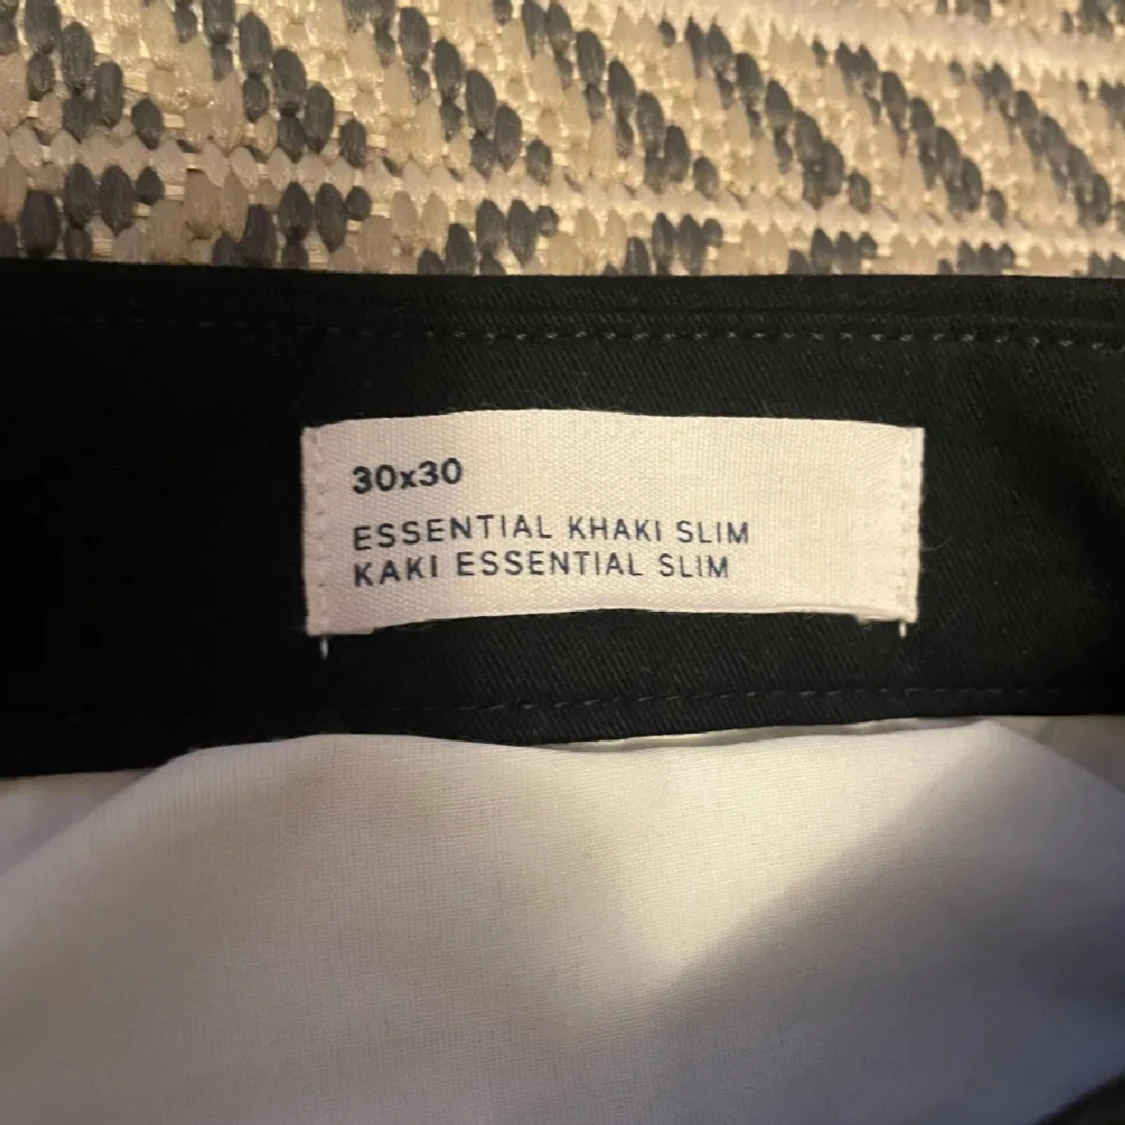 30x30
ESSENTIAL KHAKI SLIM
KAKI ESSENTIAL SLIM